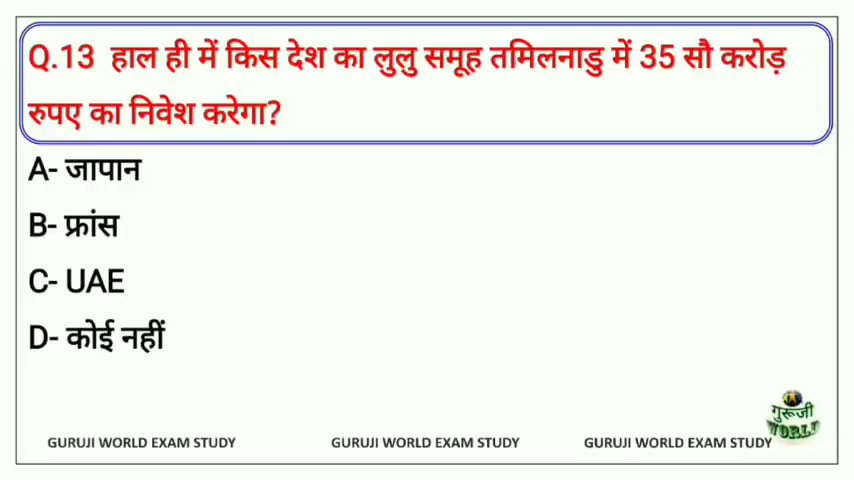 Q.13 हाल ही में किस देश का लुलु समूह तमिलनाडु में 35 सौ करोड़
रुपए का निवेश करेगा?
A- जापान
B- फ्रांस
C- UAE
D- कोई नहीं
गुरूजी
WORLD
GURUJI WORLD EXAM STUDY GURUJI WORLD EXAM STUDY GURUJI WORLD EXAM STUDY